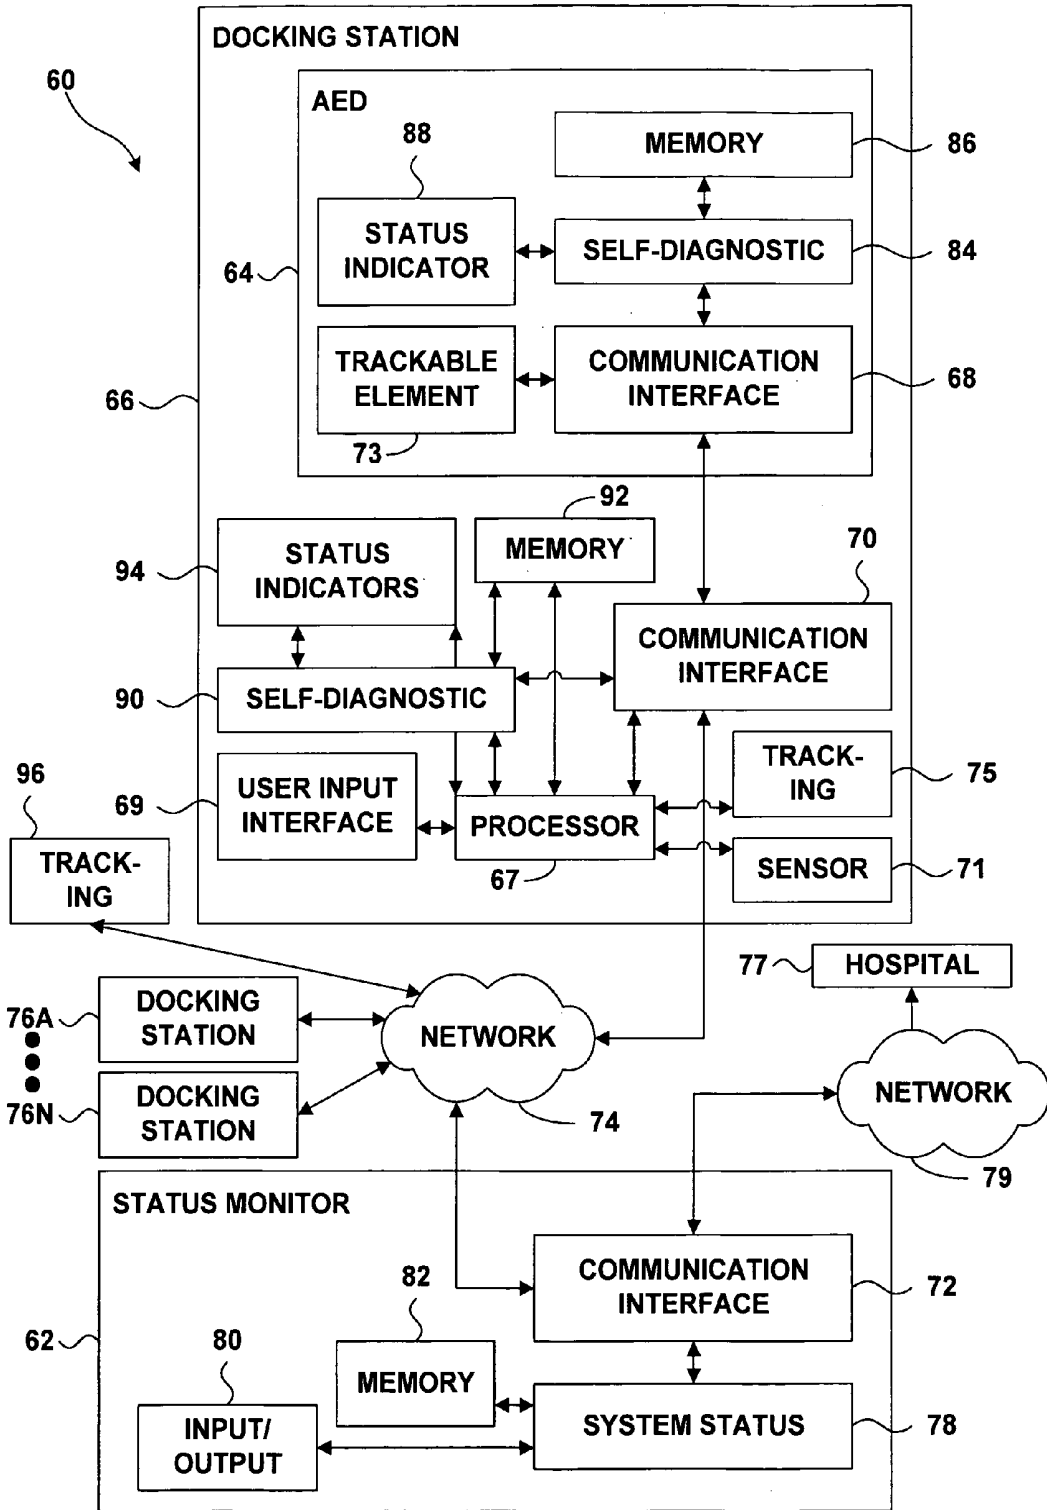 DOCKING STATION
60
AED
88
MEMORY
86
STATUS
INDICATOR
SELF-DIAGNOSTIC
84
64
TRACKABLE
ELEMENT
COMMUNICATION
INTERFACE
68
66
73
92
STATUS
INDICATORS
MEMORY
70
94
COMMUNICATION
INTERFACE
90
SELF-DIAGNOSTIC
96
69
USER INPUT
INTERFACE
TRACK-
ING
75
PROCESSOR
TRACK-
ING
67
SENSOR
71
77
HOSPITAL
76A
DOCKING
STATION
NETWORK
76N
DOCKING
STATION
74
NETWORK
79
STATUS MONITOR
82
COMMUNICATION
INTERFACE
72
62
80
MEMORY
INPUT/
OUTPUT
SYSTEM STATUS
78